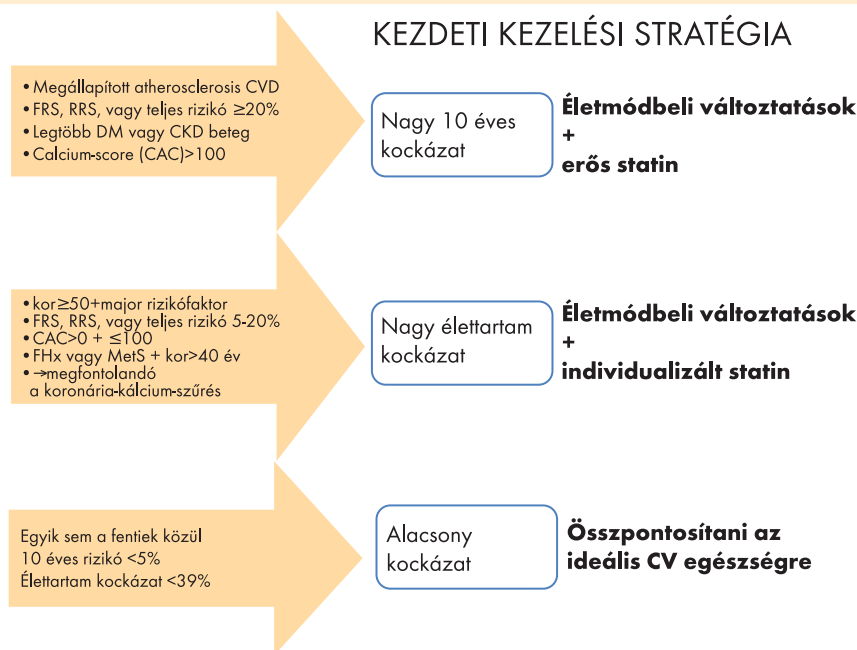 KEZDETI KEZELÉSI STRATÉGIA
• Megállapított atherosclerosis CVD
• FRS, RRS, vagy teljes rizikó ≥20%
• Legtöbb DM vagy CKD beteg
• Calcium-score (CAC)>100
Nagy 10 éves
kockázat
Életmódbeli változtatások
+
erős statin
• kor≥50+major rizikófaktor
• FRS, RRS, vagy teljes rizikó 5-20%
• CAC>0 + ≤100
• FHx vagy MetS + kor>40 év
• →megfontolandó
a koronária-kálcium-szűrés
Nagy élettartam
kockázat
Életmódbeli változtatások
+
individualizált statin
Egyik sem a fentiek közül
10 éves rizikó <5%
Élettartam kockázat <39%
Alacsony
kockázat
Összpontosítani az
ideális CV egészségre